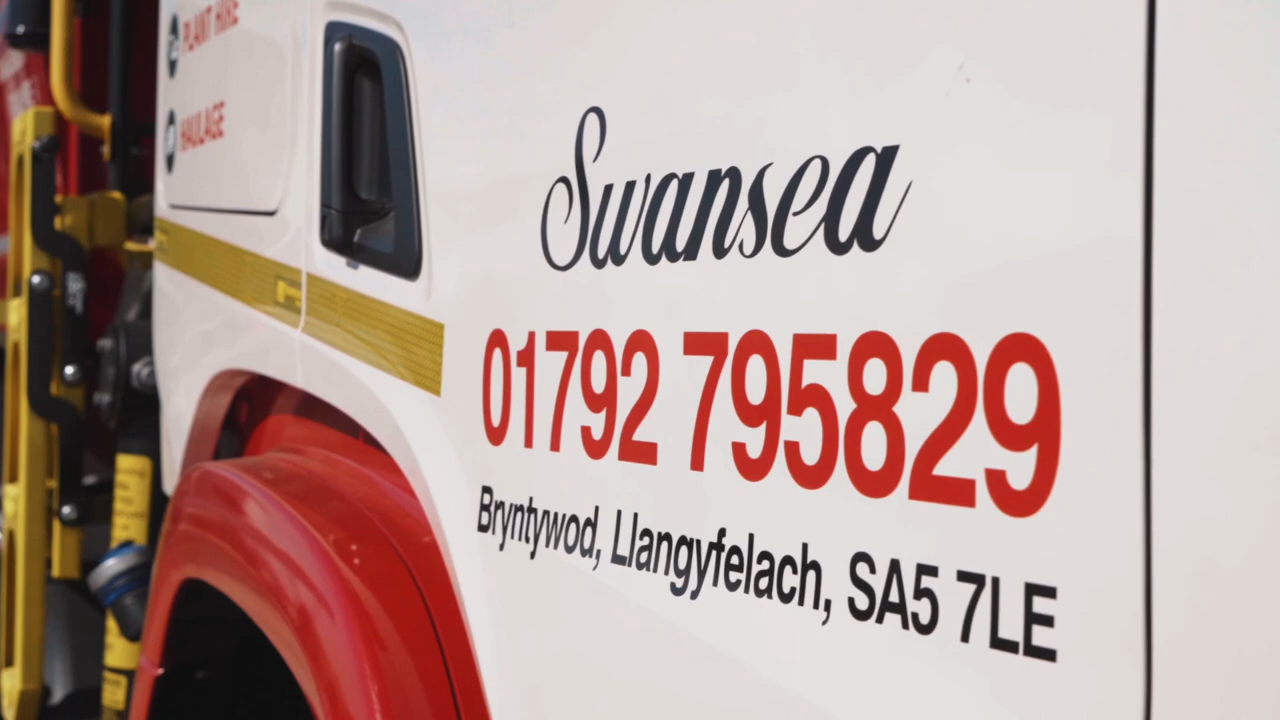 PLANT HIRE
HAULAGE
Swansea
01792 795829
Bryntywod, Llangyfelach, SA5 7LE